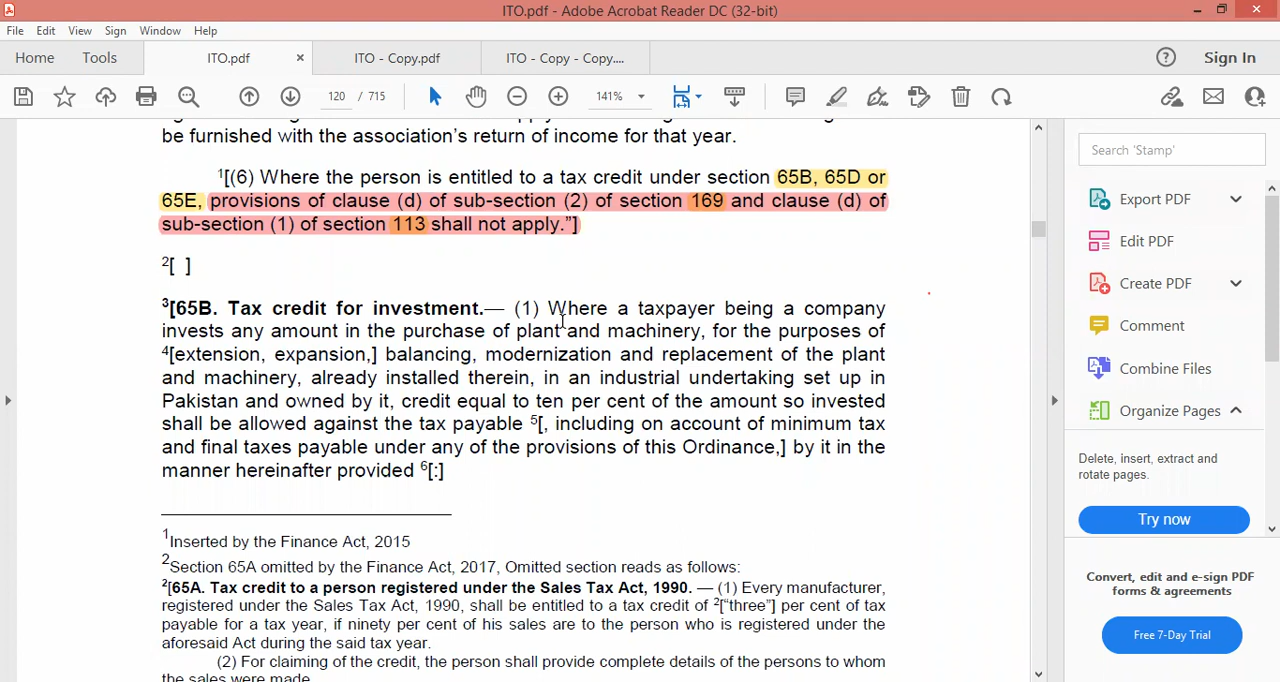 ITO.pdf - Adobe Acrobat Reader DC (32-bit)
File Edit View Sign Window Help
Home Tools ITO.pdf × ITO - Copy.pdf ITO - Copy - Copy.... ? Sign In
120 / 715 141%
be furnished with the association's return of income for that year.
1[(6) Where the person is entitled to a tax credit under section 65B, 65D or
65E, provisions of clause (d) of sub-section (2) of section 169 and clause (d) of
sub-section (1) of section 113 shall not apply.”]
2[ ]
3[65B. Tax credit for investment.— (1) Where a taxpayer being a company
invests any amount in the purchase of plant and machinery, for the purposes of
4[extension, expansion,] balancing, modernization and replacement of the plant
and machinery, already installed therein, in an industrial undertaking set up in
Pakistan and owned by it, credit equal to ten per cent of the amount so invested
shall be allowed against the tax payable 5[, including on account of minimum tax
and final taxes payable under any of the provisions of this Ordinance,] by it in the
manner hereinafter provided 6[:]
1Inserted by the Finance Act, 2015
2Section 65A omitted by the Finance Act, 2017, Omitted section reads as follows:
2[65A. Tax credit to a person registered under the Sales Tax Act, 1990. — (1) Every manufacturer,
registered under the Sales Tax Act, 1990, shall be entitled to a tax credit of 2[“three”] per cent of tax
payable for a tax year, if ninety per cent of his sales are to the person who is registered under the
aforesaid Act during the said tax year.
(2) For claiming of the credit, the person shall provide complete details of the persons to whom
the sales were made.
Search 'Stamp'
Export PDF
Edit PDF
Create PDF
Comment
Combine Files
Organize Pages
Delete, insert, extract and
rotate pages.
Try now
Convert, edit and e-sign PDF
forms & agreements
Free 7-Day Trial